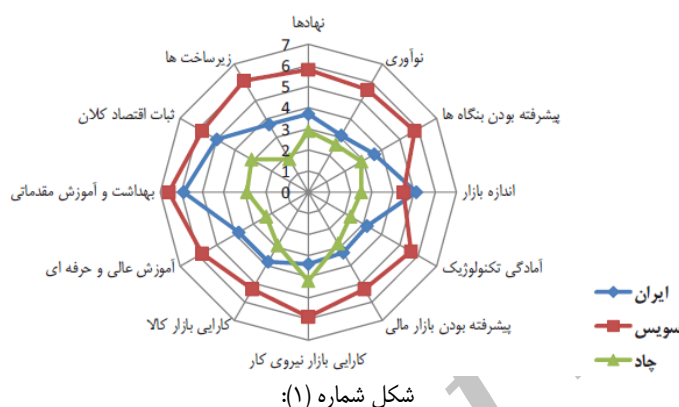 نهادها
نوآوری
پیشرفته بودن بنگاه ها
اندازه بازار
آمادگی تکنولوژیک
پیشرفته بودن بازار مالی
کارایی بازار نیروی کار
کارایی بازار کالا
آموزش عالی و حرفه ای
بهداشت و آموزش مقدماتی
ثبات اقتصاد کلان
زیرساخت ها
7
6
5
4
3
2
1
0
ایران
سویس
چاد
شکل شماره (۱):